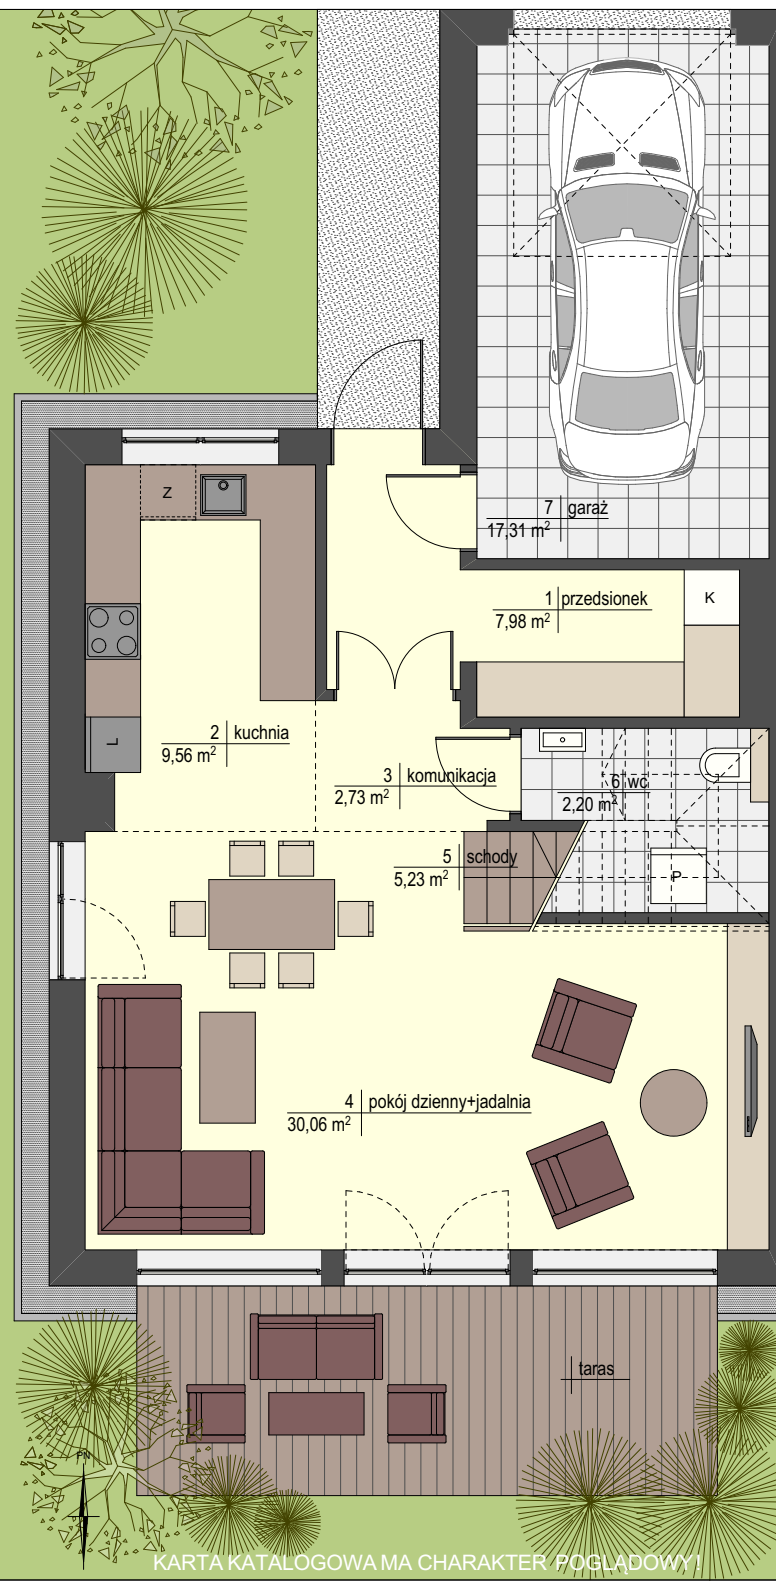 Z
7 garaż
17,31 m²
1 przedsionek
7,98 m²
K
2 kuchnia
9,56 m²
L
3 komunikacja
2,73 m²
6 wc
2,20 m²
5 schody
5,23 m²
P
4 pokój dzienny+jadalnia
30,06 m²
taras
PN
KARTA KATALOGOWA MA CHARAKTER POGLĄDOWY!